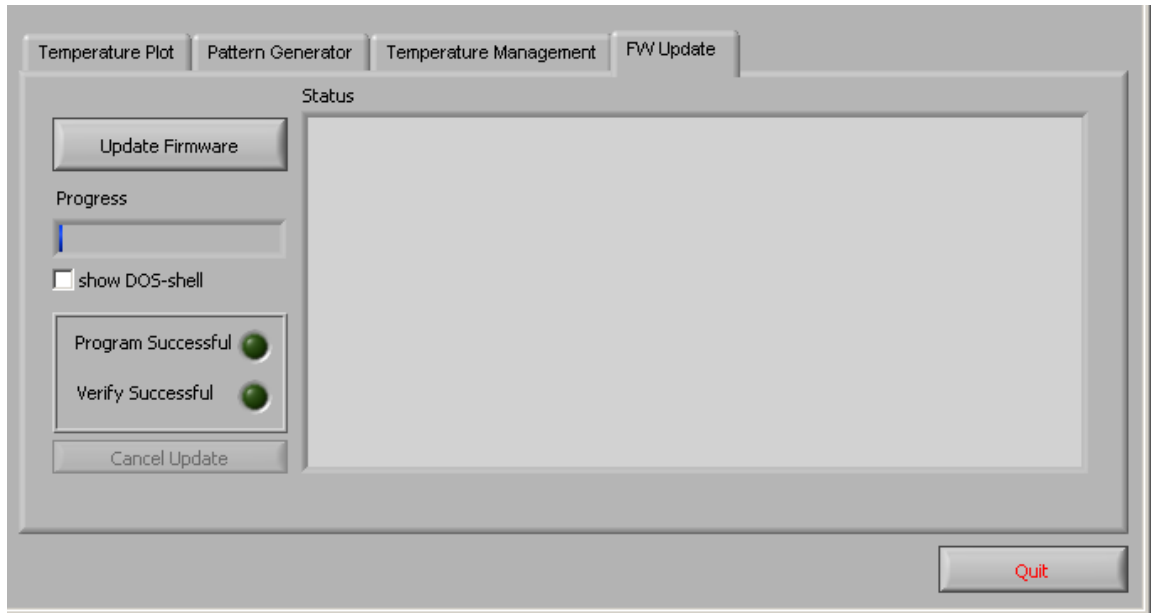 Temperature Plot
Pattern Generator
Temperature Management
FW Update
Status
Update Firmware
Progress
show DOS-shell
Program Successful
Verify Successful
Cancel Update
Quit